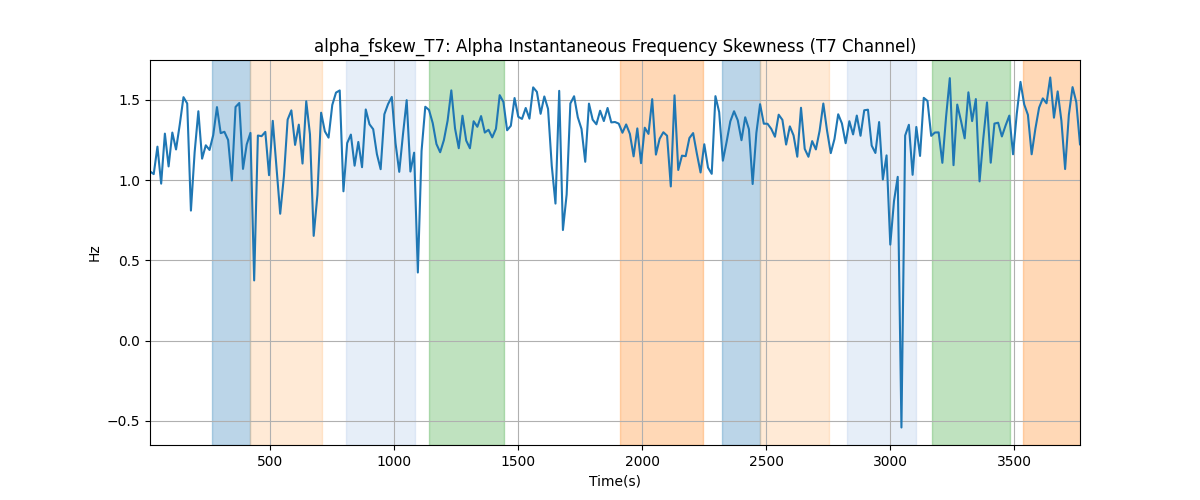 alpha_fskew_T7: Alpha Instantaneous Frequency Skewness (T7 Channel)
1.5
1.0
0.5
0.0
−0.5
Hz
500 1000 1500 2000 2500 3000 3500
Time(s)